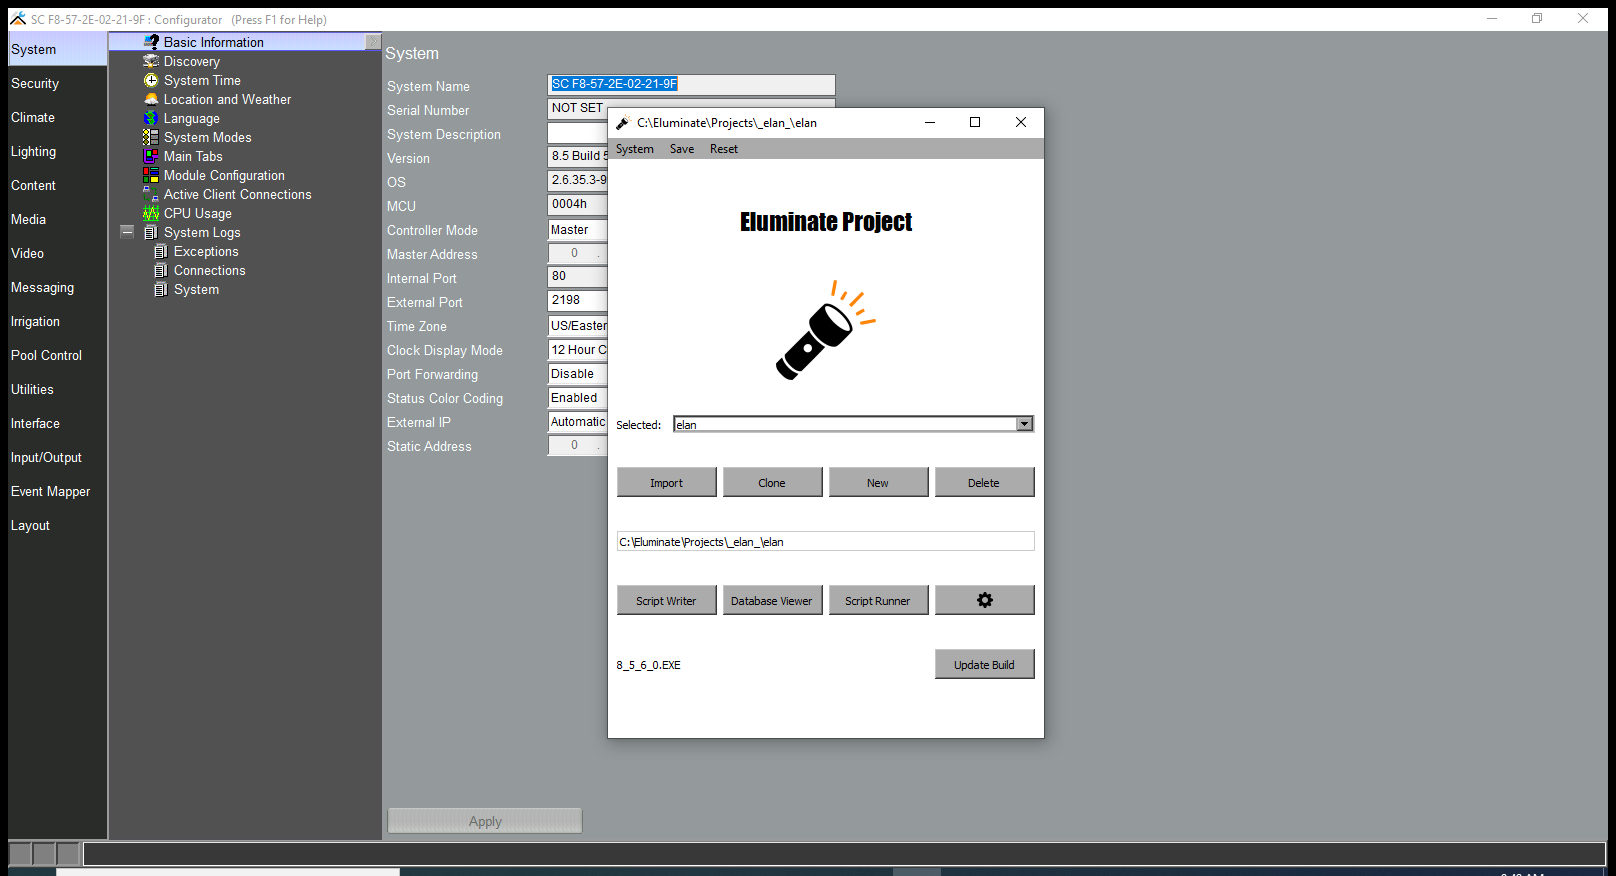 SC F8-57-2E-02-21-9F : Configurator (Press F1 for Help)
System
Security
Climate
Lighting
Content
Media
Video
Messaging
Irrigation
Pool Control
Utilities
Interface
Input/Output
Event Mapper
Layout
Basic Information
Discovery
System Time
Location and Weather
Language
System Modes
Main Tabs
Module Configuration
Active Client Connections
CPU Usage
System Logs
Exceptions
Connections
System
System
System Name SC F8-57-2E-02-21-9F
Serial Number NOT SET
System Description
Version 8.5 Build
OS 2.6.35.3-9
MCU 0004h
Controller Mode Master
Master Address 0 .
Internal Port 80
External Port 2198
Time Zone US/Easter
Clock Display Mode 12 Hour C
Port Forwarding Disable
Status Color Coding Enabled
External IP Automatic
Static Address 0 .
Apply
C:\Eluminate\Projects\_elan_\elan
System Save Reset
Eluminate Project
Selected: elan
Import Clone New Delete
C:\Eluminate\Projects\_elan_\elan
Script Writer Database Viewer Script Runner
8_5_6_0.EXE Update Build